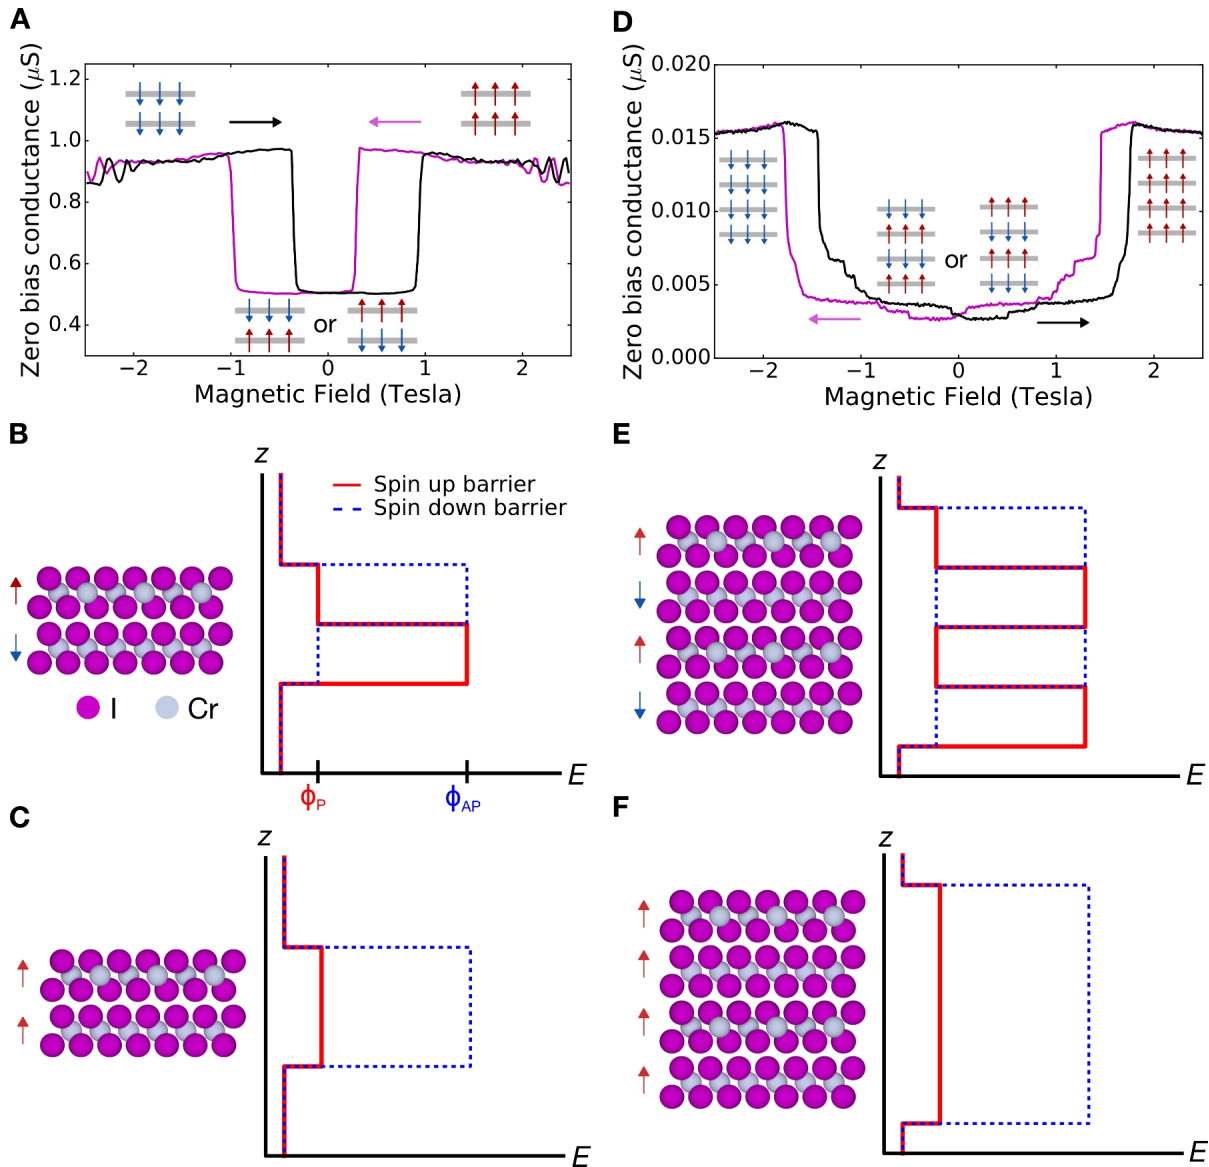 A
Zero bias conductance (μS)
1.2
1.0
0.8
0.6
0.4
or
−2
−1
0
1
2
Magnetic Field (Tesla)
D
Zero bias conductance (μS)
0.020
0.015
0.010
0.005
0.000
or
−2
−1
0
1
2
Magnetic Field (Tesla)
B
z
Spin up barrier
Spin down barrier
I
Cr
E
ϕP
ϕAP
E
z
E
C
z
E
F
z
E